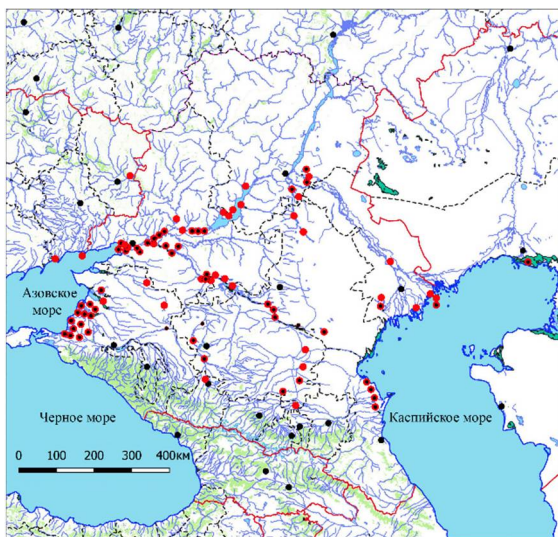 Азовское
море
Черное море
Каспийское море
0 100 200 300 400км